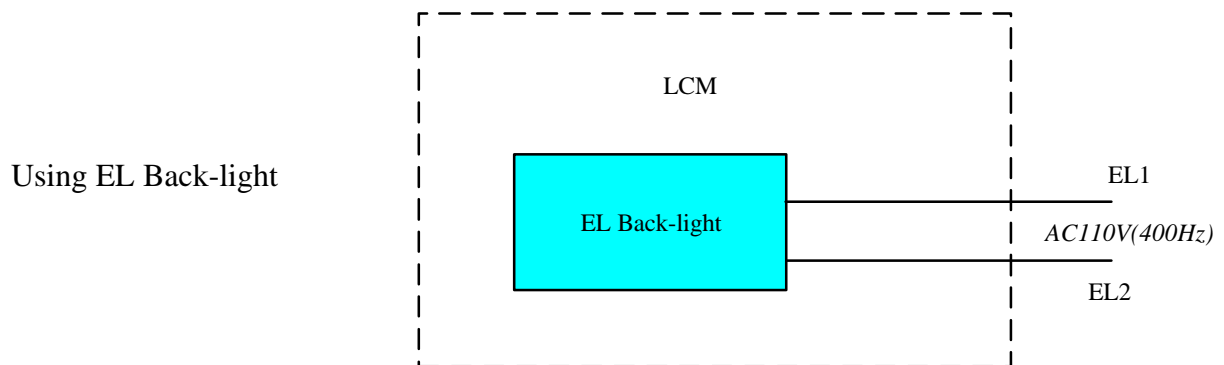 LCM
Using EL Back-light
EL Back-light
EL1
AC110V(400Hz)
EL2